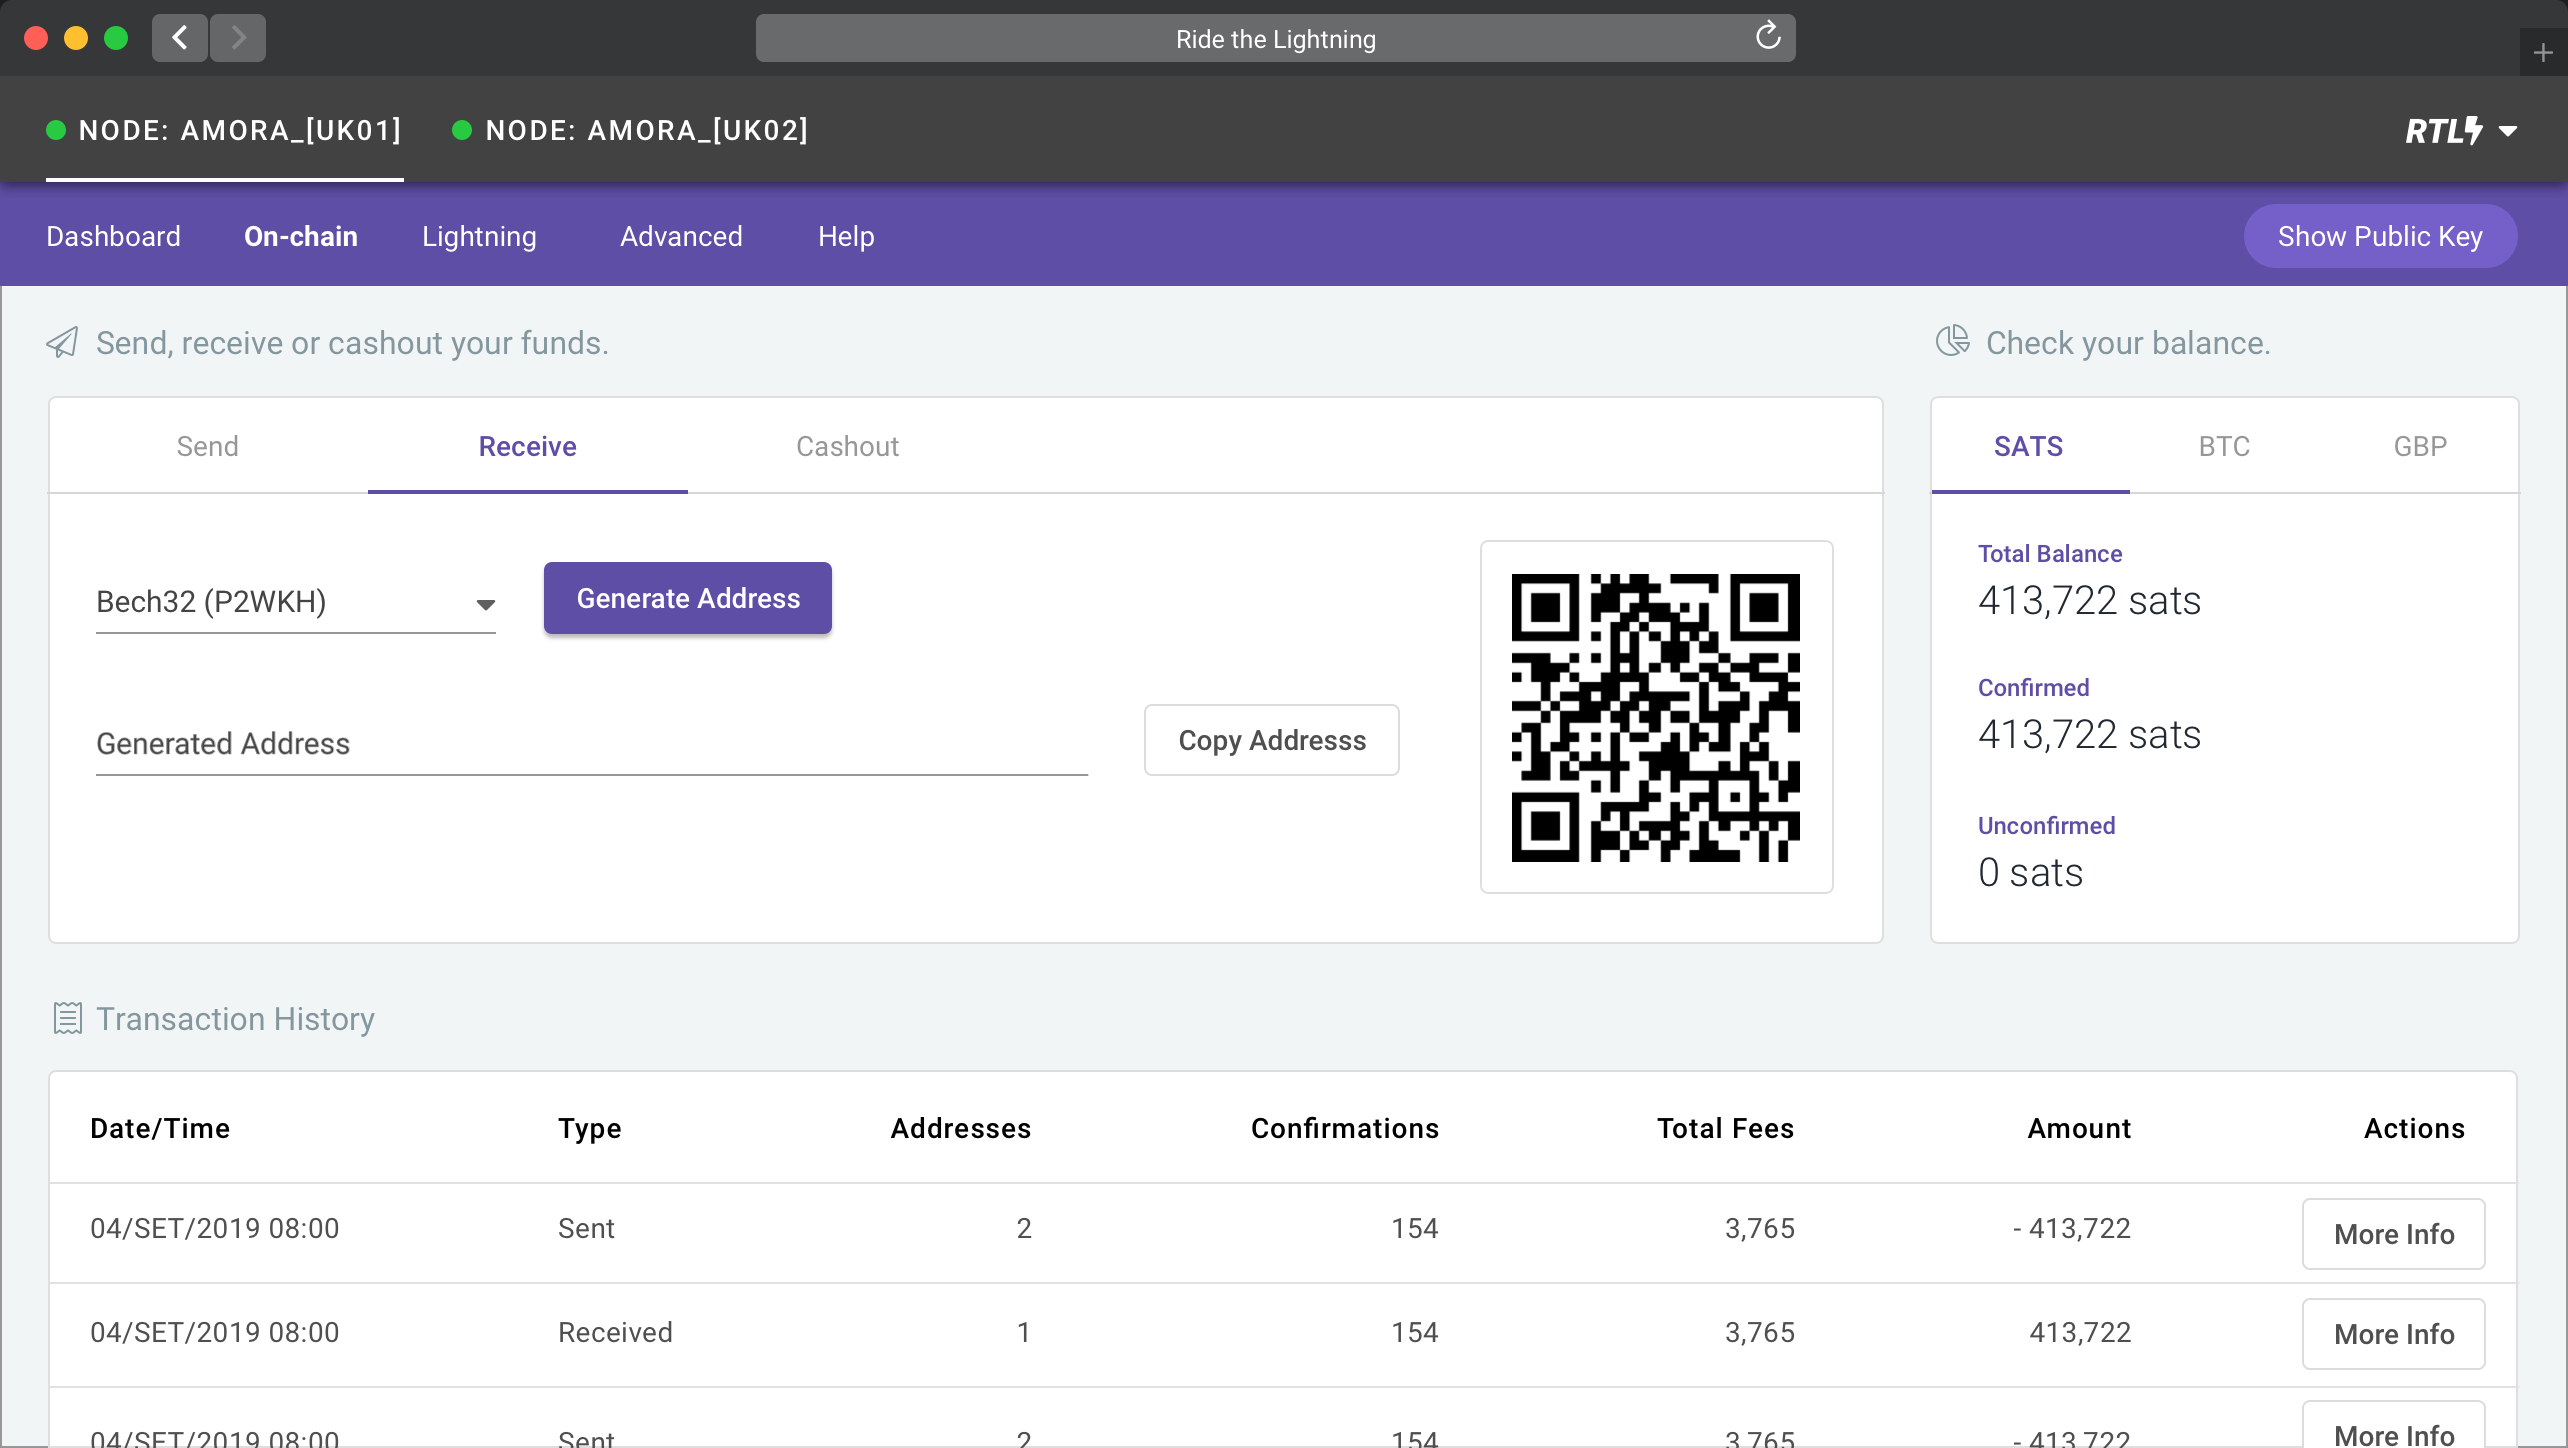 Ride the Lightning
NODE: AMORA_[UK01] NODE: AMORA_[UK02] RTL
Dashboard On-chain Lightning Advanced Help Show Public Key
Send, receive or cashout your funds. Check your balance.
Send Receive Cashout SATS BTC GBP
Total Balance
Bech32 (P2WKH) Generate Address 413,722 sats
Confirmed
Generated Address Copy Addresss 413,722 sats
Unconfirmed
0 sats
Transaction History
Date/Time Type Addresses Confirmations Total Fees Amount Actions
04/SET/2019 08:00 Sent 2 154 3,765 - 413,722 More Info
04/SET/2019 08:00 Received 1 154 3,765 413,722 More Info
04/SET/2019 08:00 Sent 2 154 3,765 - 413,722 More Info